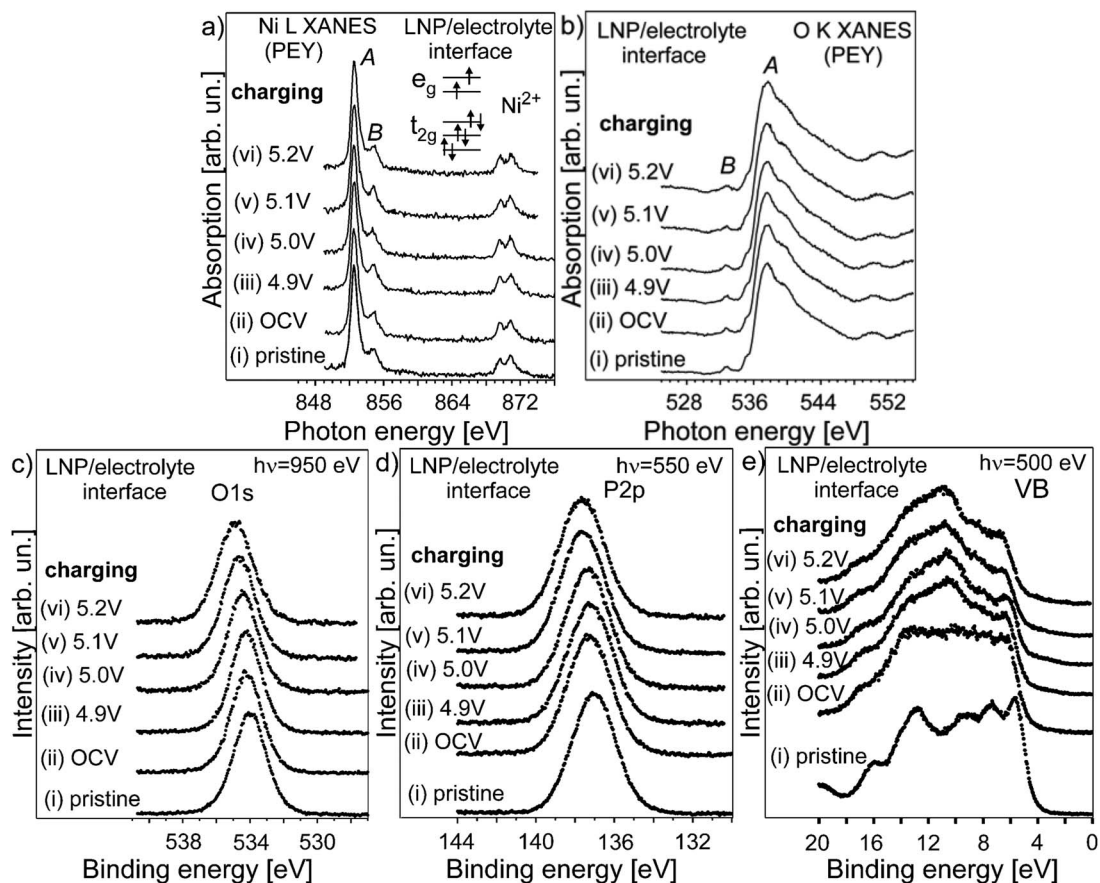 a)
Ni L XANES
(PEY)
LNP/electrolyte
interface
A
e_g
Ni2+
t_2g
B
charging
(vi) 5.2V
(v) 5.1V
(iv) 5.0V
(iii) 4.9V
(ii) OCV
(i) pristine
Absorption [arb. un.]
848 856 864 872
Photon energy [eV]
b)
LNP/electrolyte
interface
O K XANES
(PEY)
A
B
charging
(vi) 5.2V
(v) 5.1V
(iv) 5.0V
(iii) 4.9V
(ii) OCV
(i) pristine
Absorption [arb. un.]
528 536 544 552
Photon energy [eV]
c)
LNP/electrolyte
interface
hν=950 eV
O1s
charging
(vi) 5.2V
(v) 5.1V
(iv) 5.0V
(iii) 4.9V
(ii) OCV
(i) pristine
Intensity [arb. un.]
538 534 530
Binding energy [eV]
d)
LNP/electrolyte
interface
hν=550 eV
P2p
charging
(vi) 5.2V
(v) 5.1V
(iv) 5.0V
(iii) 4.9V
(ii) OCV
(i) pristine
Intensity [arb. un.]
144 140 136 132
Binding energy [eV]
e)
LNP/electrolyte
interface
hν=500 eV
VB
charging
(vi) 5.2V
(v) 5.1V
(iv) 5.0V
(iii) 4.9V
(ii) OCV
(i) pristine
Intensity [arb. un.]
20 16 12 8 4 0
Binding energy [eV]